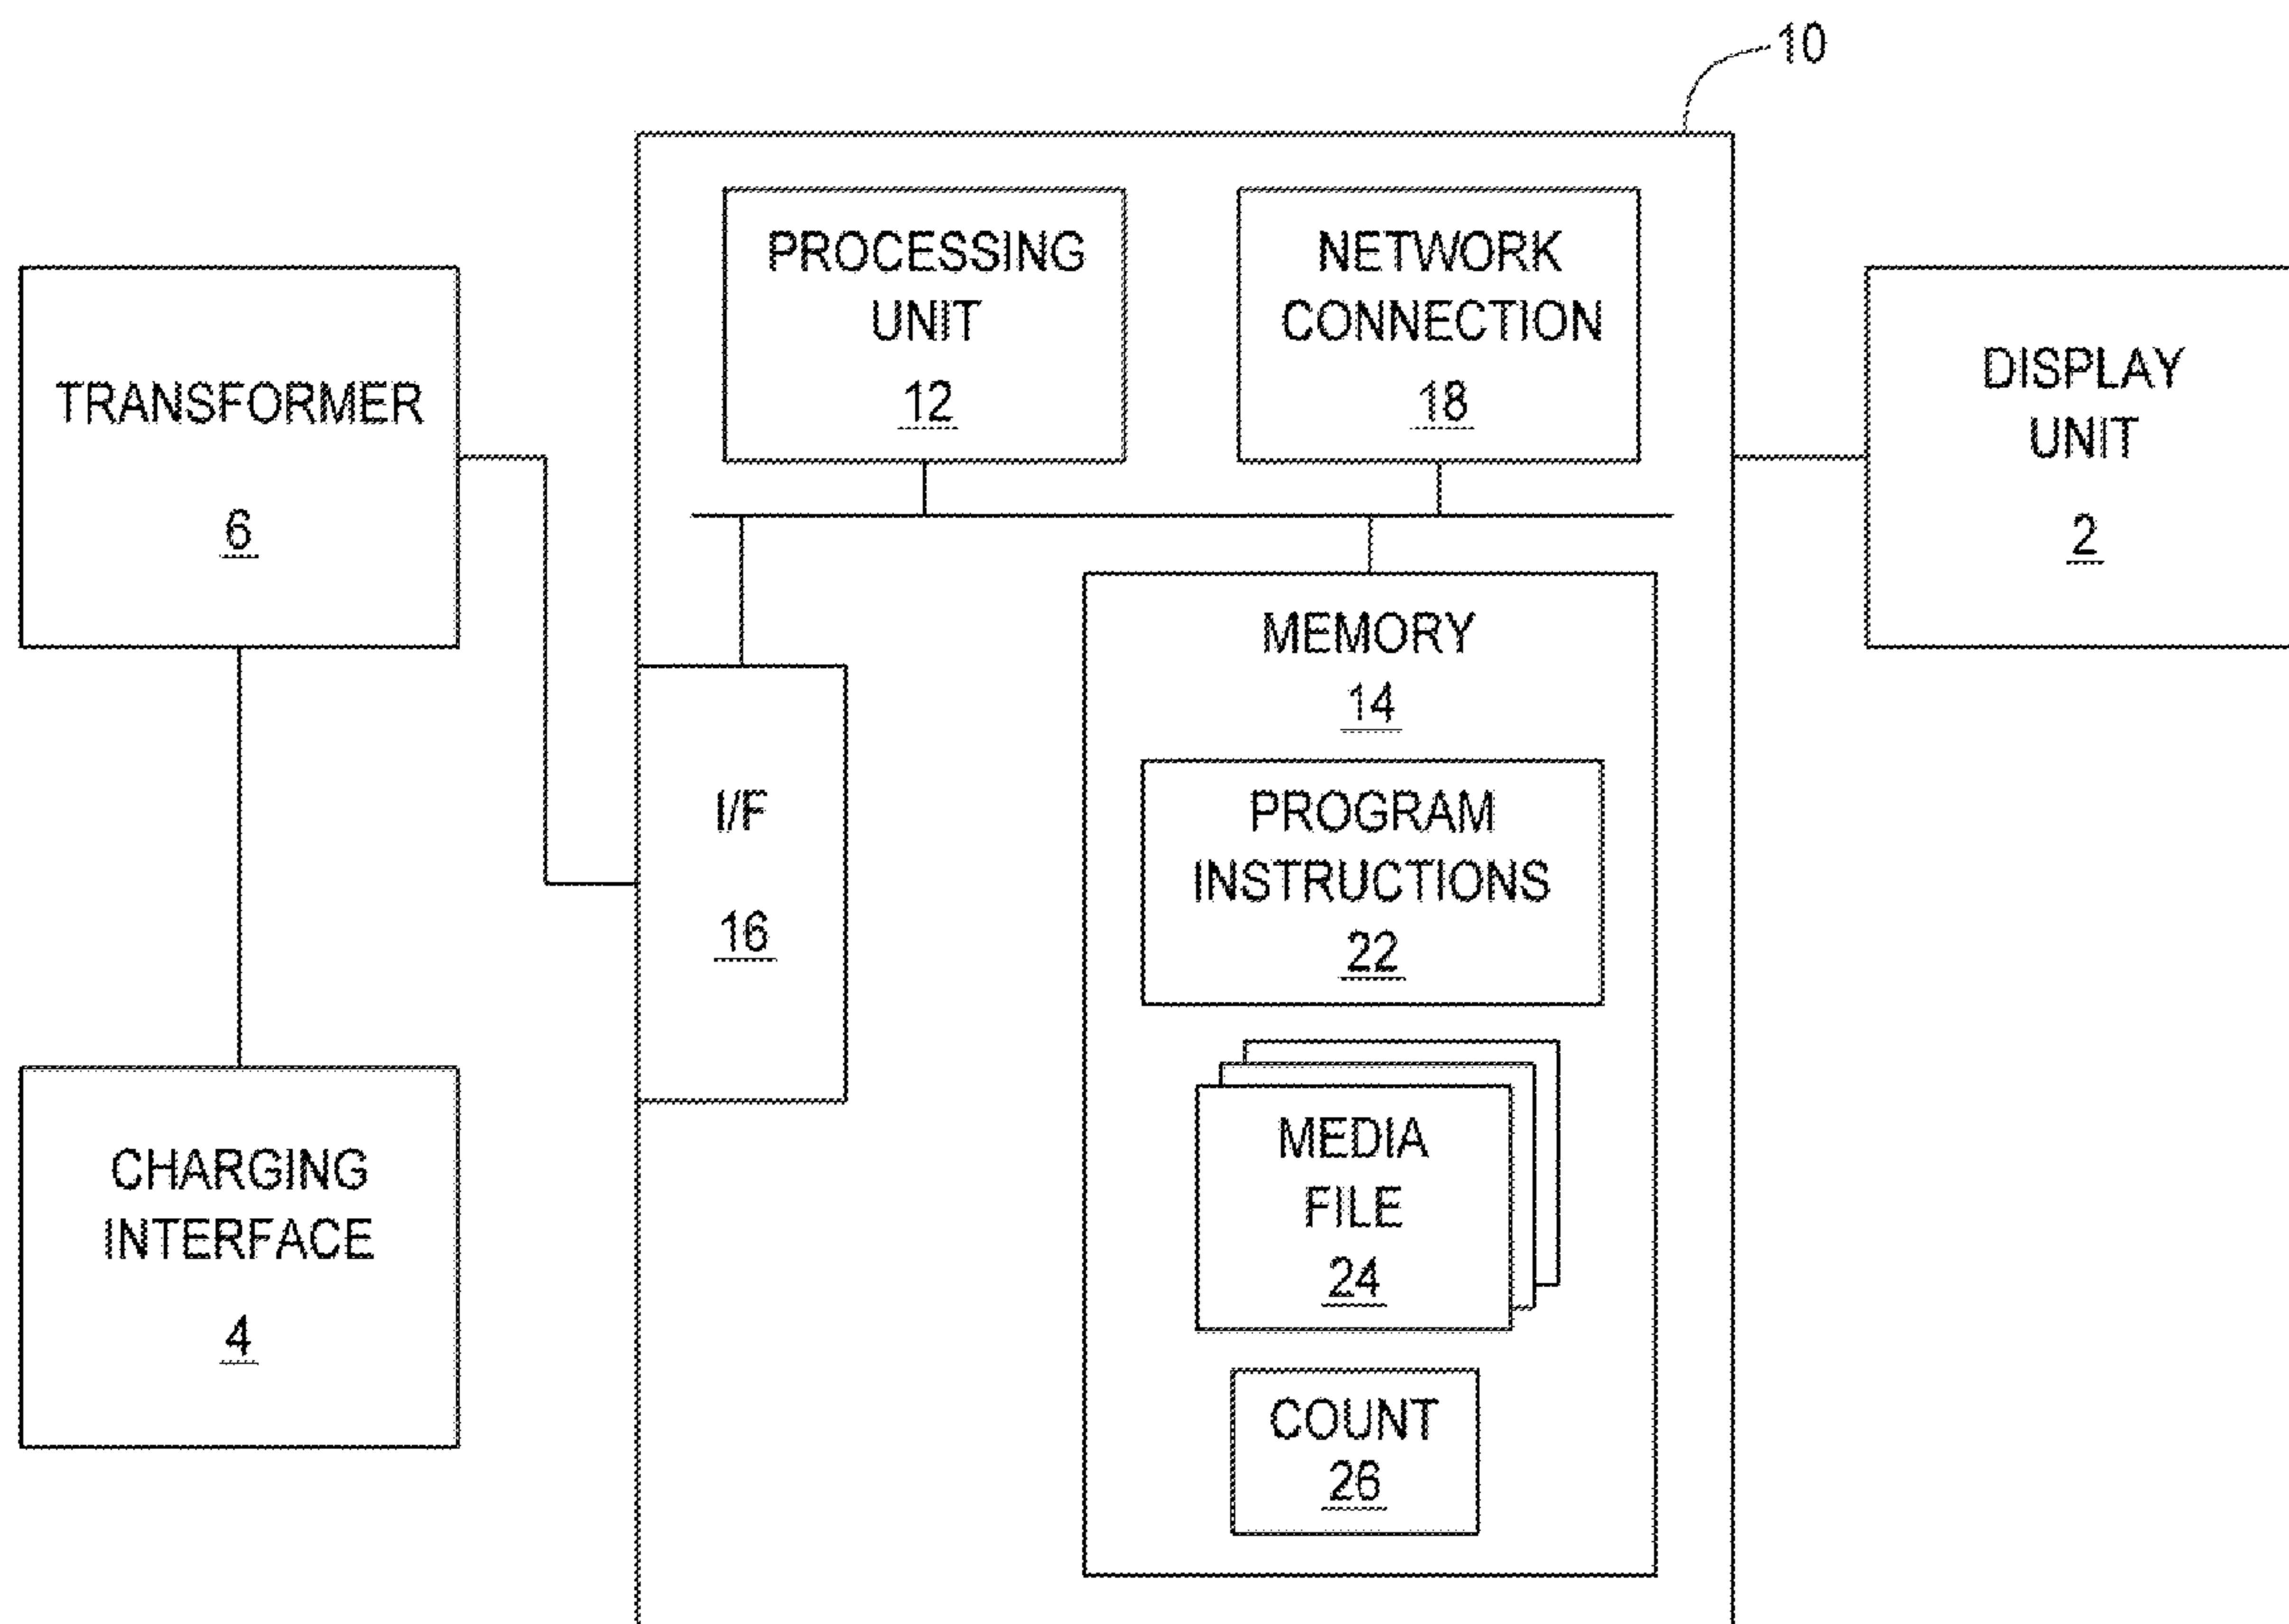 10
PROCESSING
UNIT
12
NETWORK
CONNECTION
18
TRANSFORMER
6
DISPLAY
UNIT
2
MEMORY
14
I/F
16
PROGRAM
INSTRUCTIONS
22
MEDIA
FILE
24
CHARGING
INTERFACE
4
COUNT
26